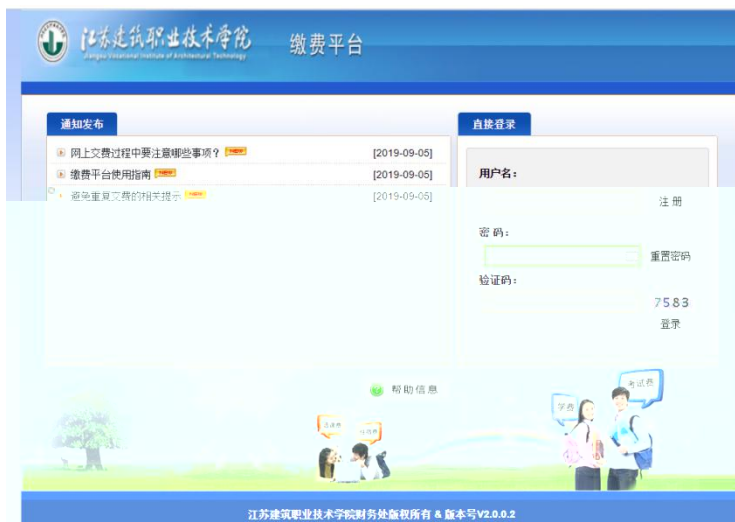 江苏建筑职业技术学院
Jiangsu Vocational Institute of Architectural Technology
缴费平台
通知发布
网上交费过程中要注意哪些事项? NEW [2019-09-05]
缴费平台使用指南 NEW [2019-09-05]
避免重复交费的相关提示 NEW [2019-09-05]
直接登录
用户名:
注 册
密 码:
重置密码
验证码:
7583
登录
帮助信息
学费
考试费
江苏建筑职业技术学院财务处版权所有 & 版本号V2.0.0.2